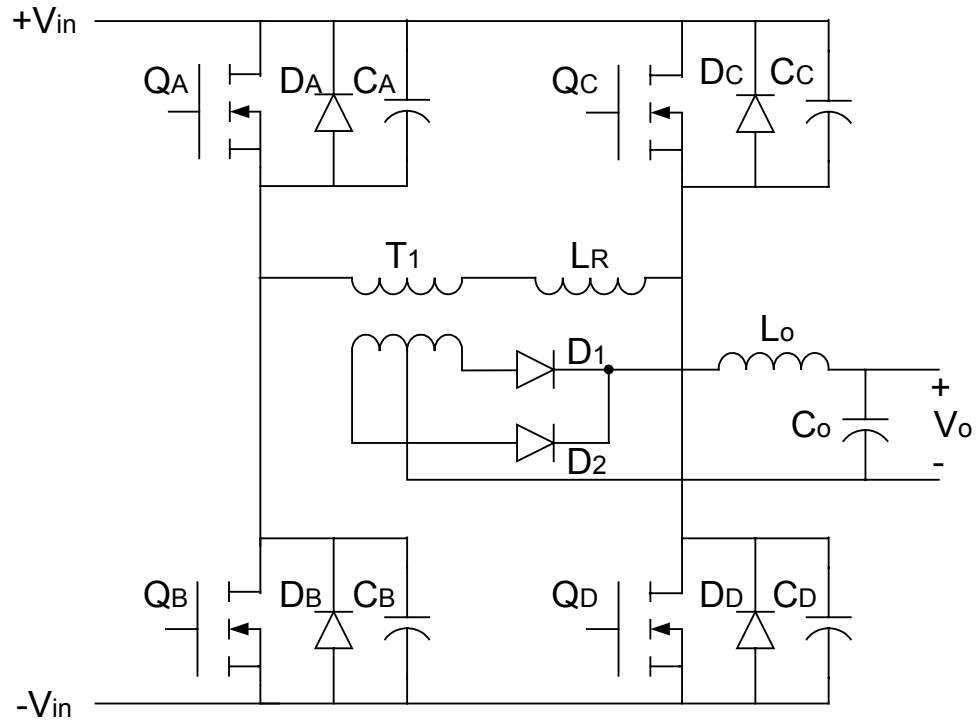 +Vin
QA DA CA QC DC CC
T1 LR
Lo
D1
+
Co Vo
D2
-
QB DB CB QD DD CD
-Vin